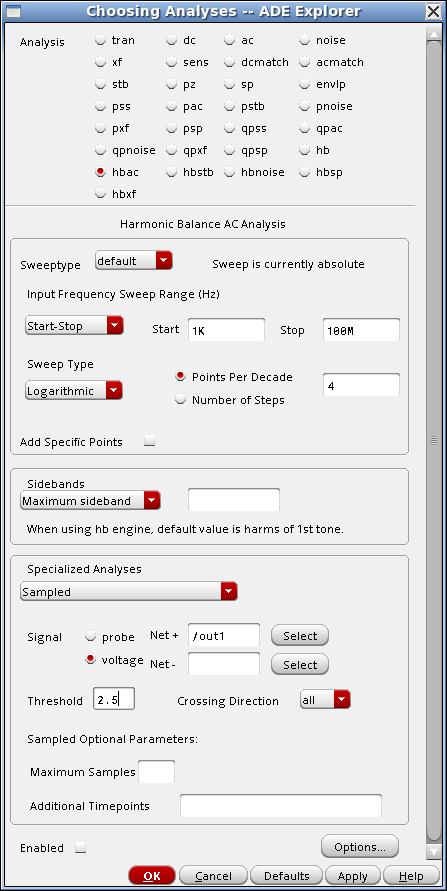 Choosing Analyses -- ADE Explorer
Analysis
tran dc ac noise
xf sens dcmatch acmatch
stb pz sp envlp
pss pac pstb pnoise
pxf psp qpss qpac
qpnoise qpxf qpsp hb
hbac hbstb hbnoise hbsp
hbxf
Harmonic Balance AC Analysis
Sweeptype default Sweep is currently absolute
Input Frequency Sweep Range (Hz)
Start-Stop Start 1K Stop 100M
Sweep Type
Logarithmic
Points Per Decade
Number of Steps
4
Add Specific Points
Sidebands
Maximum sideband
When using hb engine, default value is harms of 1st tone.
Specialized Analyses
Sampled
Signal probe Net + /out1 Select
voltage Net - Select
Threshold 2.5 Crossing Direction all
Sampled Optional Parameters:
Maximum Samples
Additional Timepoints
Enabled Options...
OK Cancel Defaults Apply Help